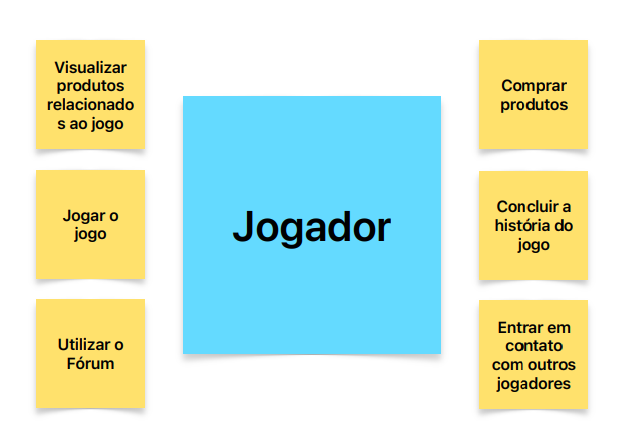 Visualizar
produtos
relacionado
s ao jogo
Jogar o
jogo
Utilizar o
Fórum
Jogador
Comprar
produtos
Concluir a
história do
jogo
Entrar em
contato
com outros
jogadores